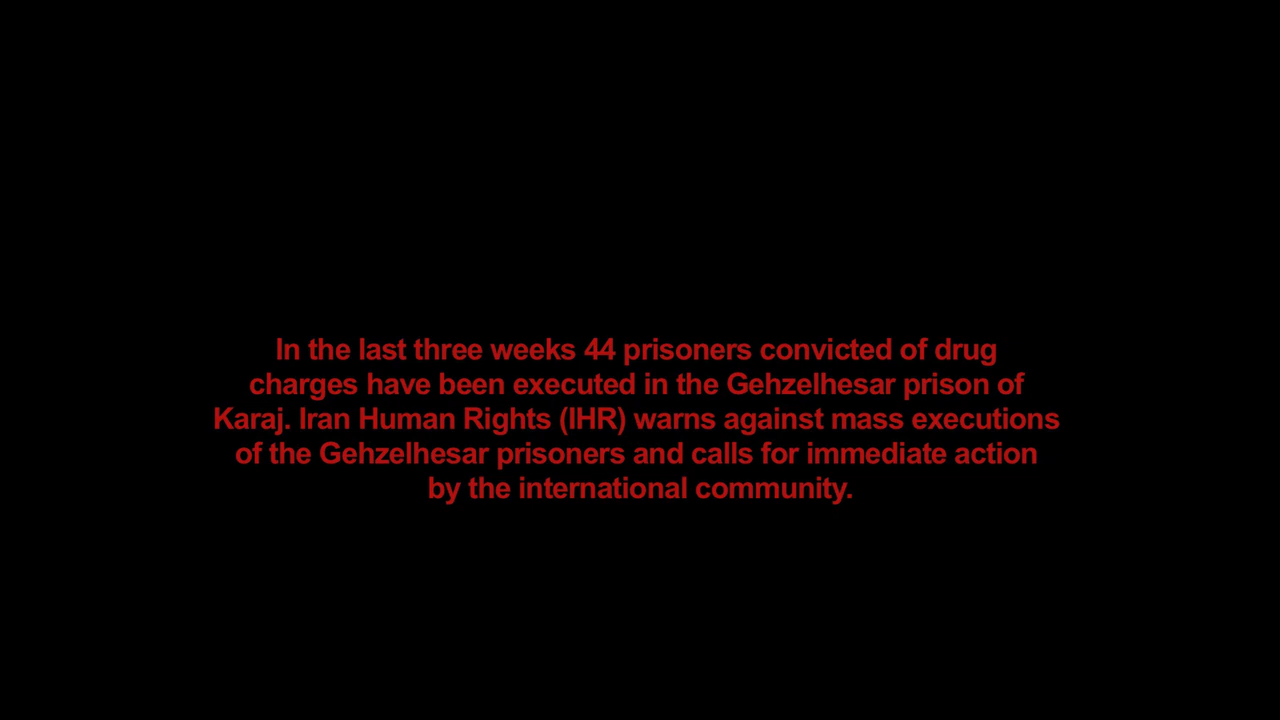 In the last three weeks 44 prisoners convicted of drug
charges have been executed in the Gehzelhesar prison of
Karaj. Iran Human Rights (IHR) warns against mass executions
of the Gehzelhesar prisoners and calls for immediate action
by the international community.